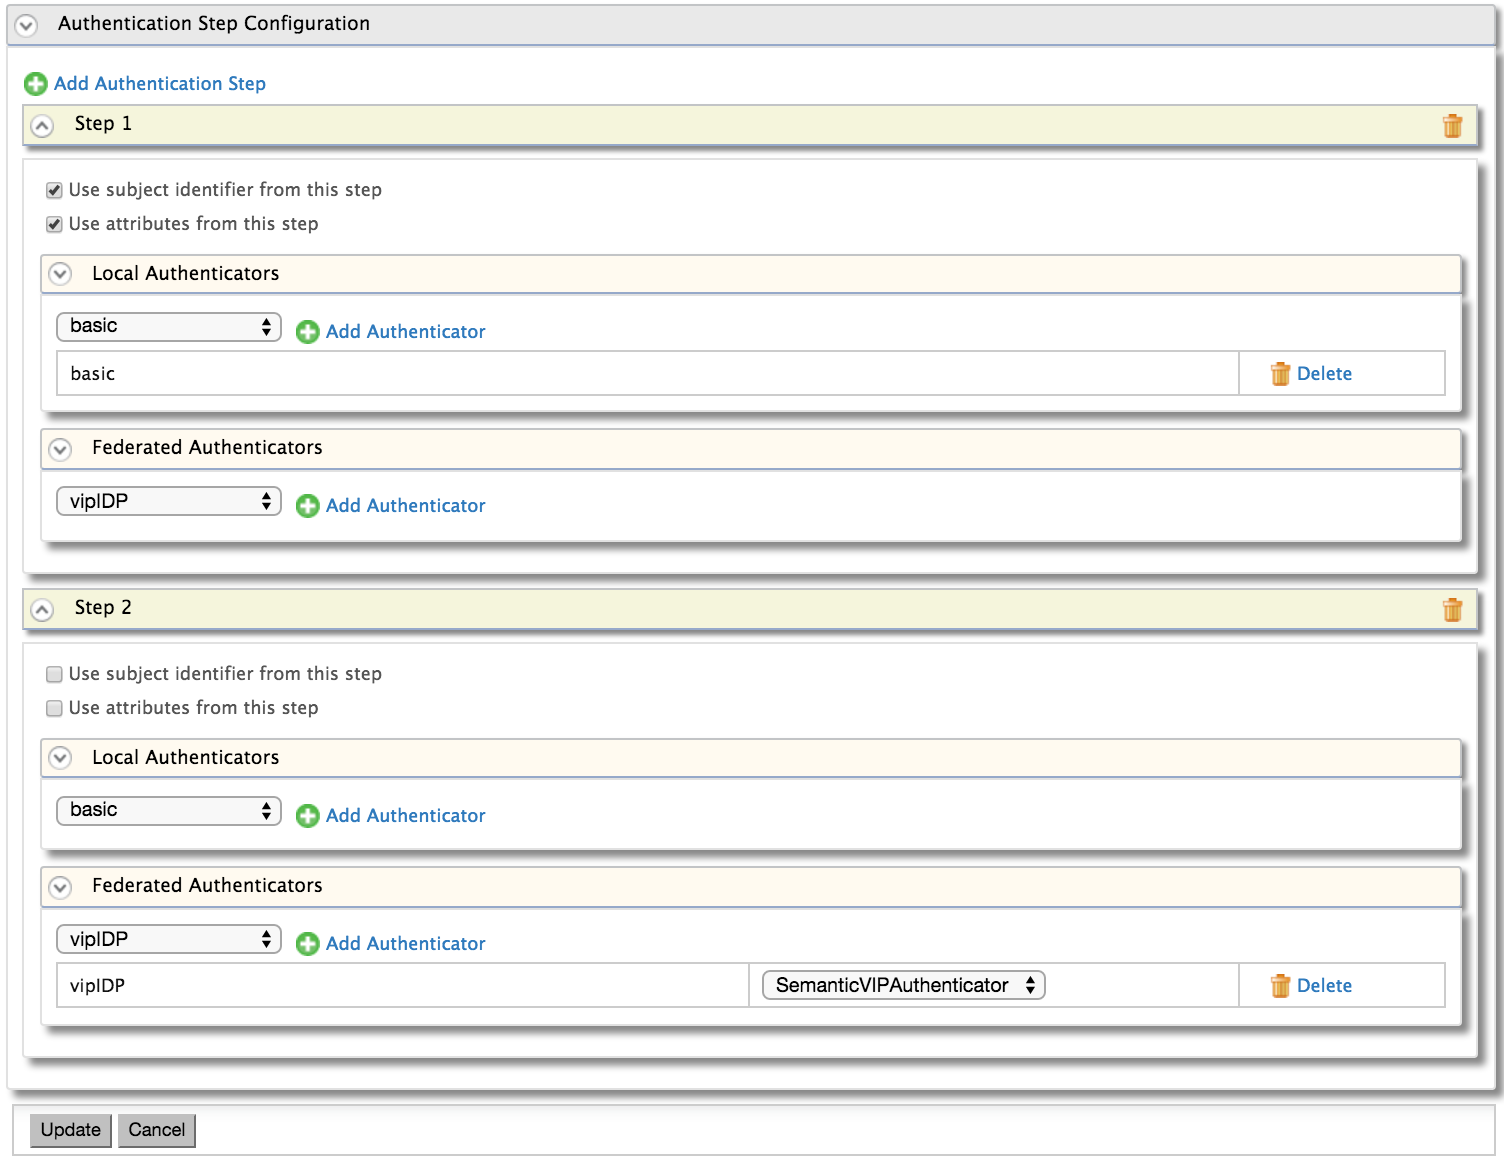 Authentication Step Configuration
Add Authentication Step
Step 1
Use subject identifier from this step
Use attributes from this step
Local Authenticators
basic Add Authenticator
basic Delete
Federated Authenticators
vipIDP Add Authenticator
Step 2
Use subject identifier from this step
Use attributes from this step
Local Authenticators
basic Add Authenticator
Federated Authenticators
vipIDP Add Authenticator
vipIDP SemanticVIPAuthenticator Delete
Update Cancel